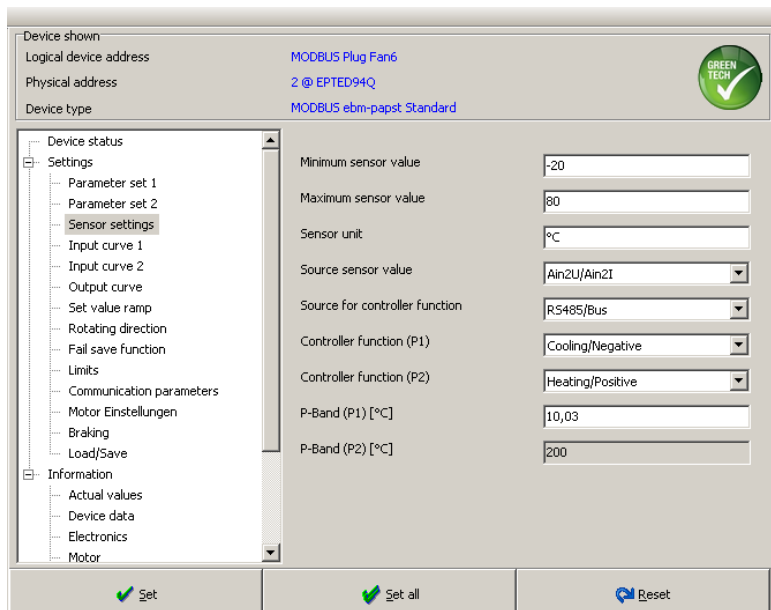 Device shown
Logical device address MODBUS Plug Fan6
Physical address 2 @ EPTED94Q
Device type MODBUS ebm-papst Standard
GREEN
TECH
Device status
Settings
Parameter set 1
Parameter set 2
Sensor settings
Input curve 1
Input curve 2
Output curve
Set value ramp
Rotating direction
Fail save function
Limits
Communication parameters
Motor Einstellungen
Braking
Load/Save
Information
Actual values
Device data
Electronics
Motor
Minimum sensor value -20
Maximum sensor value 80
Sensor unit °C
Source sensor value Ain2U/Ain2I
Source for controller function RS485/Bus
Controller function (P1) Cooling/Negative
Controller function (P2) Heating/Positive
P-Band (P1) [°C] 10,03
P-Band (P2) [°C] 200
Set Set all Reset